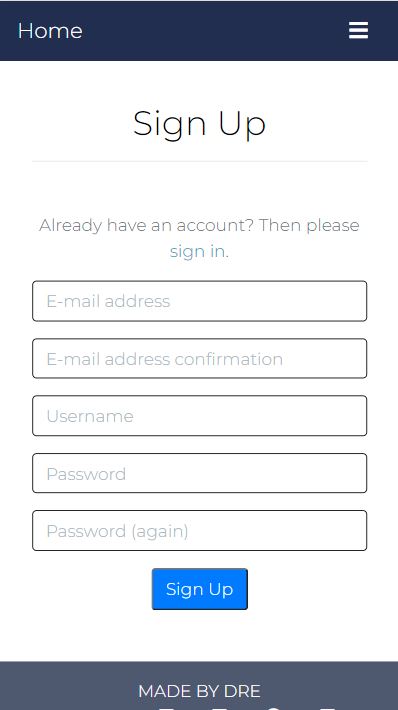 Home
Sign Up
Already have an account? Then please
sign in.
E-mail address
E-mail address confirmation
Username
Password
Password (again)
Sign Up
MADE BY DRE